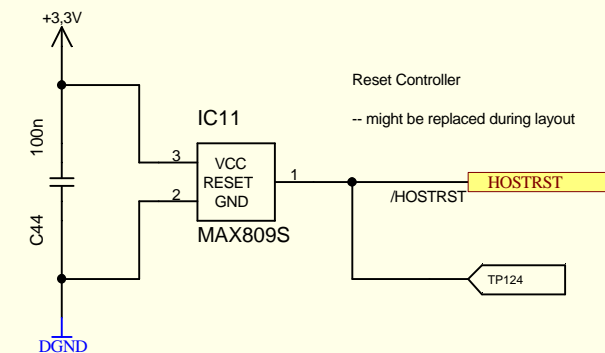 +3,3V
Reset Controller
-- might be replaced during layout
IC11
100n
3
VCC
RESET
1
2
GND
/HOSTRST
HOSTRST
MAX809S
C44
TP124
DGND